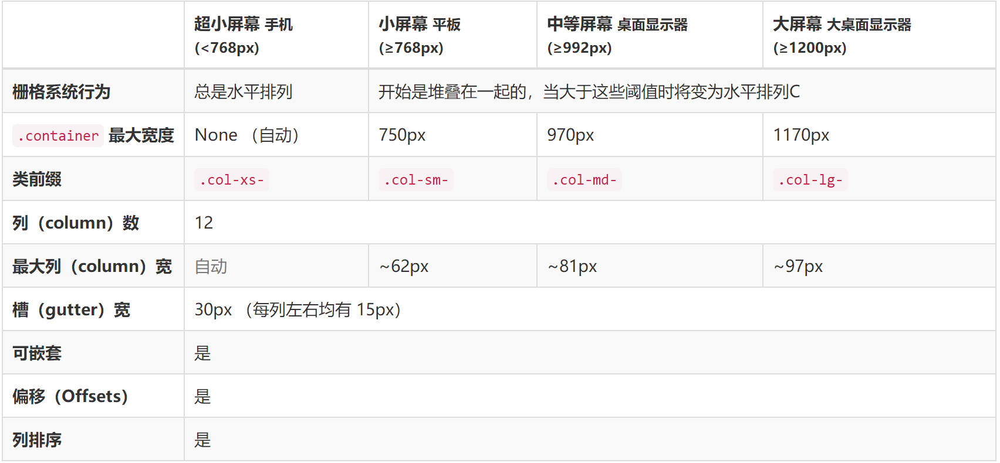 超小屏幕 手机 (<768px)
小屏幕 平板 (≥768px)
中等屏幕 桌面显示器 (≥992px)
大屏幕 大桌面显示器 (≥1200px)
栅格系统行为 总是水平排列 开始是堆叠在一起的，当大于这些阈值时将变为水平排列C
.container 最大宽度 None （自动） 750px 970px 1170px
类前缀 .col-xs- .col-sm- .col-md- .col-lg-
列（column）数 12
最大列（column）宽 自动 ~62px ~81px ~97px
槽（gutter）宽 30px （每列左右均有 15px）
可嵌套 是
偏移（Offsets） 是
列排序 是